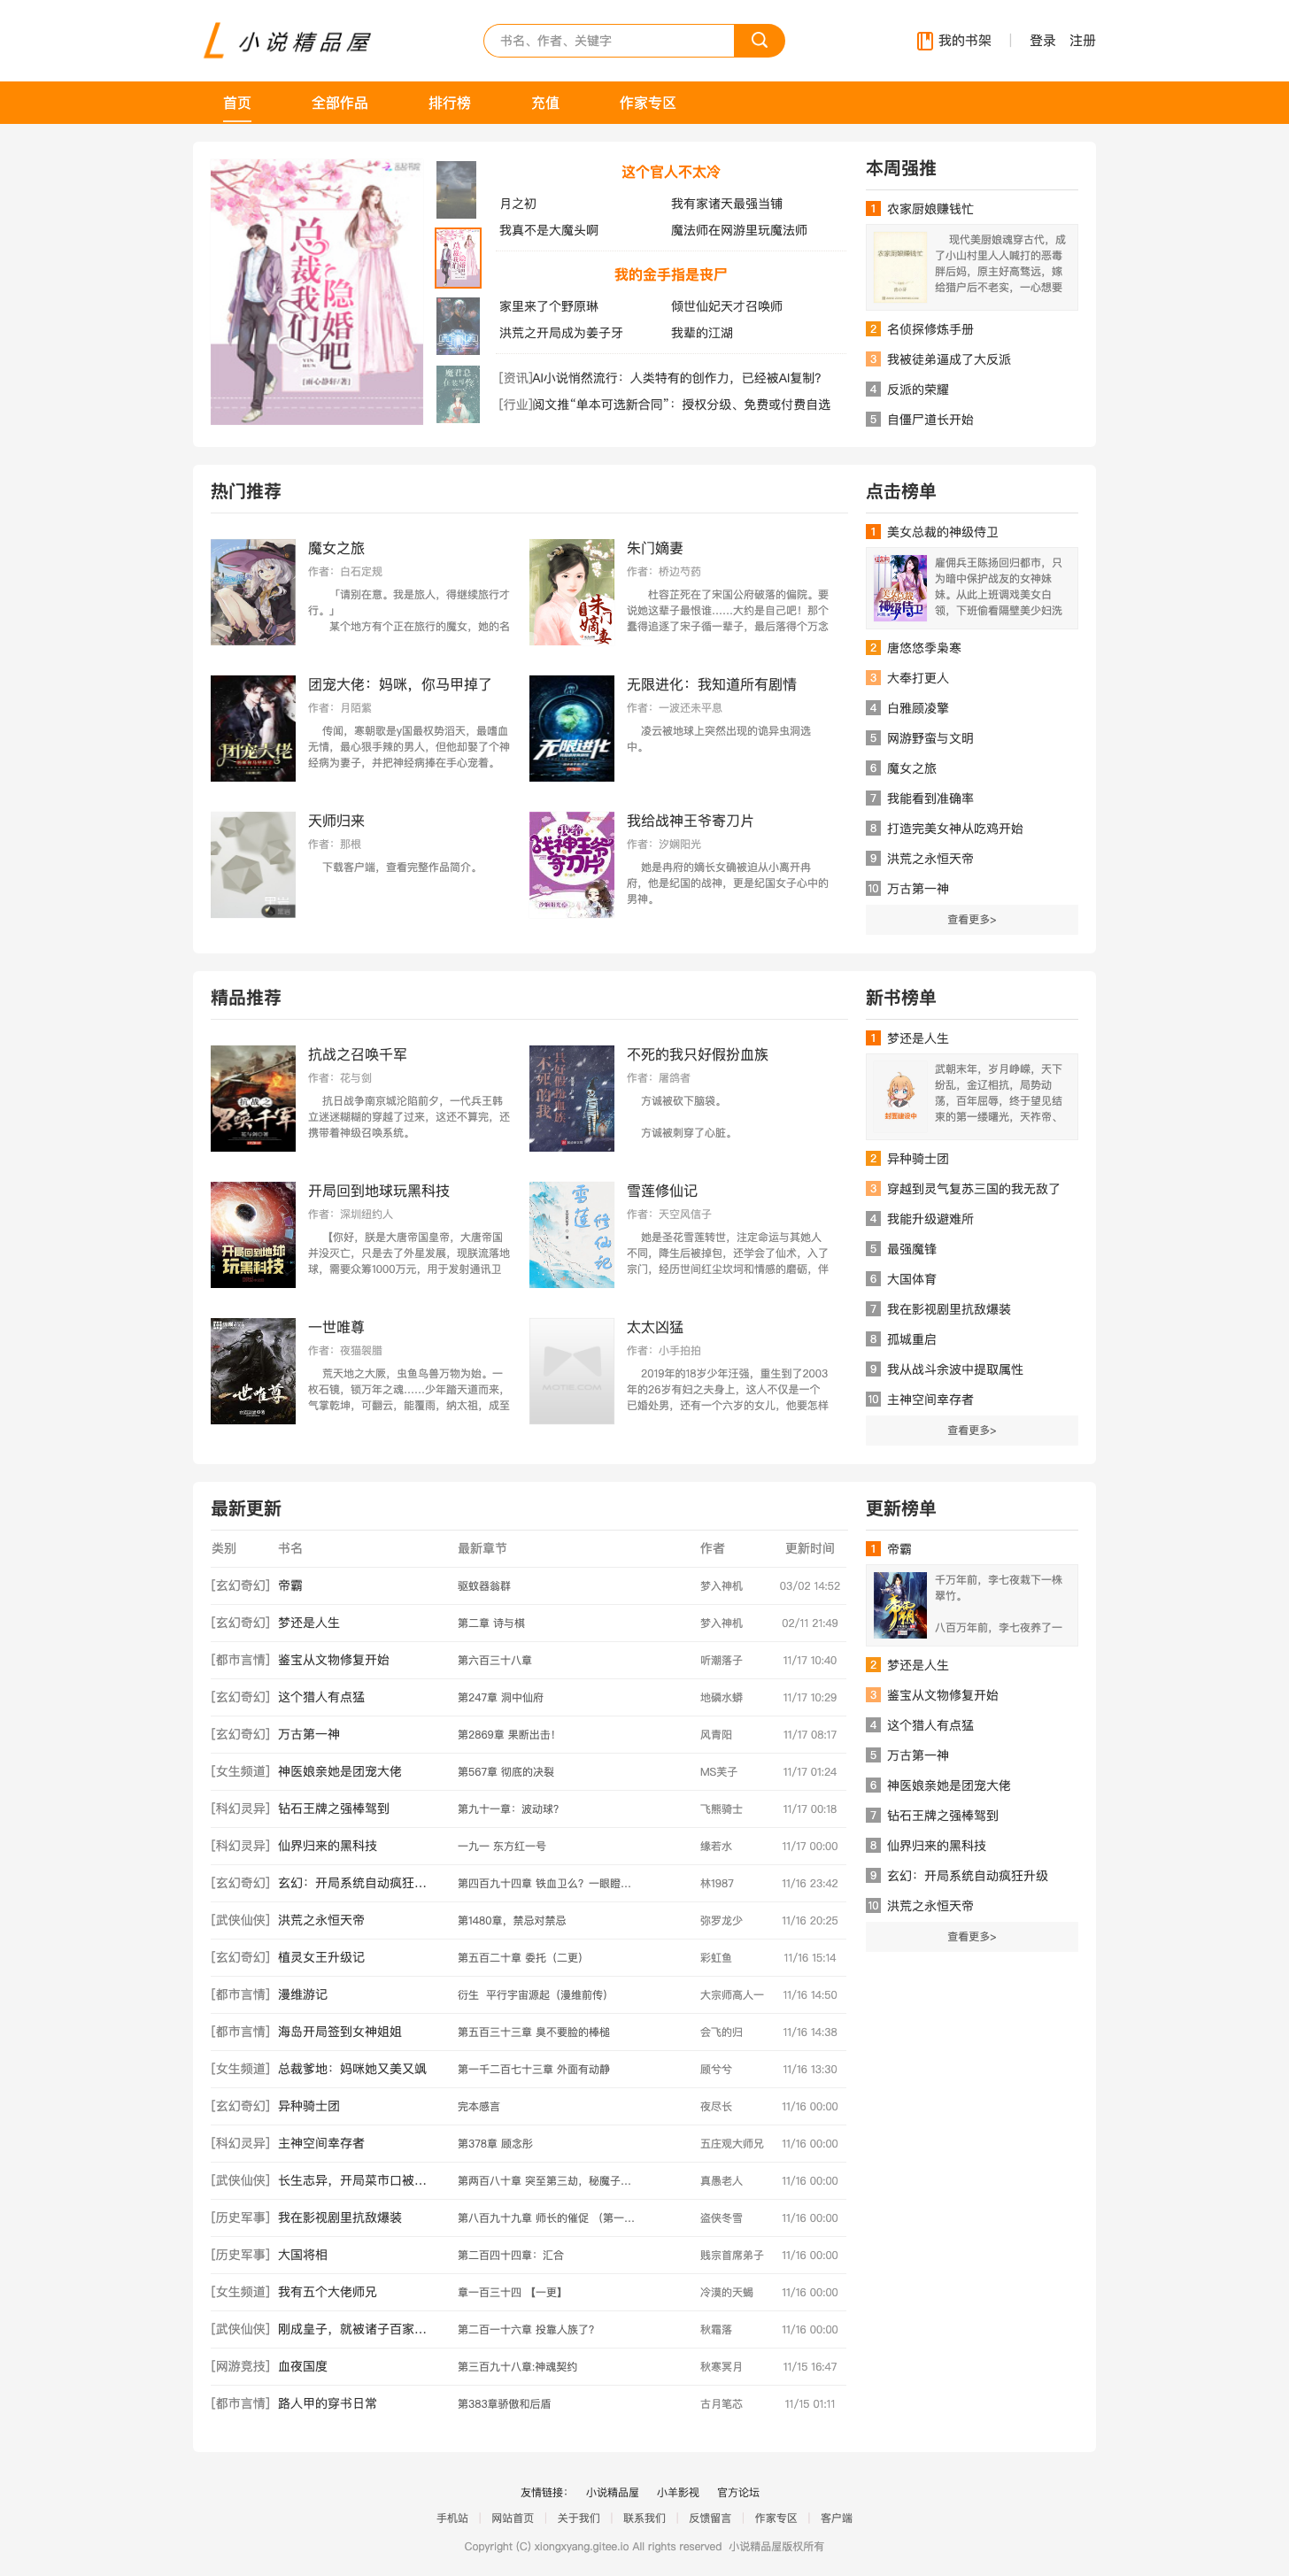 小说精品屋
书名、作者、关键字
我的书架 | 登录 注册
首页 全部作品 排行榜 充值 作家专区
总裁我们隐婚吧
[雨心静轩/著]
这个官人不太冷
月之初 我有家诸天最强当铺
我真不是大魔头啊 魔法师在网游里玩魔法师
我的金手指是丧尸
家里来了个野原琳 倾世仙妃天才召唤师
洪荒之开局成为姜子牙 我辈的江湖
[资讯]AI小说悄然流行：人类特有的创作力，已经被AI复制？
[行业]阅文推“单本可选新合同”：授权分级、免费或付费自选
本周强推
1 农家厨娘赚钱忙
现代美厨娘魂穿古代，成
了小山村里人人喊打的恶毒
胖后妈，原主好高骛远，嫁
给猎户后不老实，一心想要
2 名侦探修炼手册
3 我被徒弟逼成了大反派
4 反派的荣耀
5 自僵尸道长开始
热门推荐
魔女之旅
作者：白石定规
「请别在意。我是旅人，得继续旅行才
行。」
某个地方有个正在旅行的魔女，她的名
朱门嫡妻
作者：桥边芍药
杜容芷死在了宋国公府破落的偏院。要
说她这辈子最恨谁……大约是自己吧！那个
蠢得追逐了宋子循一辈子，最后落得个万念
团宠大佬：妈咪，你马甲掉了
作者：月陌紫
传闻，寒朝歌是y国最权势滔天，最嗜血
无情，最心狠手辣的男人，但他却娶了个神
经病为妻子，并把神经病捧在手心宠着。
无限进化：我知道所有剧情
作者：一波还未平息
凌云被地球上突然出现的诡异虫洞选
中。
天师归来
作者：那根
下载客户端，查看完整作品简介。
我给战神王爷寄刀片
作者：汐娴阳光
她是冉府的嫡长女确被迫从小离开冉
府，他是纪国的战神，更是纪国女子心中的
男神。
点击榜单
1 美女总裁的神级侍卫
雇佣兵王陈扬回归都市，只
为暗中保护战友的女神妹
妹。从此上班调戏美女白
领，下班偷看隔壁美少妇洗
2 唐悠悠季枭寒
3 大奉打更人
4 白雅顾凌擎
5 网游野蛮与文明
6 魔女之旅
7 我能看到准确率
8 打造完美女神从吃鸡开始
9 洪荒之永恒天帝
10 万古第一神
查看更多>
精品推荐
抗战之召唤千军
作者：花与剑
抗日战争南京城沦陷前夕，一代兵王韩
立迷迷糊糊的穿越了过来，这还不算完，还
携带着神级召唤系统。
不死的我只好假扮血族
作者：屠鸽者
方诚被砍下脑袋。
方诚被刺穿了心脏。
开局回到地球玩黑科技
作者：深圳纽约人
【你好，朕是大唐帝国皇帝，大唐帝国
并没灭亡，只是去了外星发展，现朕流落地
球，需要众筹1000万元，用于发射通讯卫
雪莲修仙记
作者：天空风信子
她是圣花雪莲转世，注定命运与其她人
不同，降生后被掉包，还学会了仙术，入了
宗门，经历世间红尘坎坷和情感的磨砺，伴
一世唯尊
作者：夜猫袈腊
荒天地之大厥，虫鱼鸟兽万物为始。一
枚石镜，锁万年之魂……少年踏天道而来，
气掌乾坤，可翻云，能覆雨，纳太祖，成至
MOTIE.COM
太太凶猛
作者：小手拍拍
2019年的18岁少年汪强，重生到了2003
年的26岁有妇之夫身上，这人不仅是一个
已婚处男，还有一个六岁的女儿，他要怎样
新书榜单
1 梦还是人生
封面建设中
武朝末年，岁月峥嵘，天下
纷乱，金辽相抗，局势动
荡，百年屈辱，终于望见结
束的第一缕曙光，天祚帝、
2 异种骑士团
3 穿越到灵气复苏三国的我无敌了
4 我能升级避难所
5 最强魔锋
6 大国体育
7 我在影视剧里抗敌爆装
8 孤城重启
9 我从战斗余波中提取属性
10 主神空间幸存者
查看更多>
最新更新
类别 书名 最新章节 作者 更新时间
[玄幻奇幻] 帝霸 驱蚊器翁群 梦入神机 03/02 14:52
[玄幻奇幻] 梦还是人生 第二章 诗与棋 梦入神机 02/11 21:49
[都市言情] 鉴宝从文物修复开始 第六百三十八章 听潮落子 11/17 10:40
[玄幻奇幻] 这个猎人有点猛 第247章 洞中仙府 地磷水蟒 11/17 10:29
[玄幻奇幻] 万古第一神 第2869章 果断出击！ 风青阳 11/17 08:17
[女生频道] 神医娘亲她是团宠大佬 第567章 彻底的决裂 MS芙子 11/17 01:24
[科幻灵异] 钻石王牌之强棒驾到 第九十一章：波动球？ 飞熊骑士 11/17 00:18
[科幻灵异] 仙界归来的黑科技 一九一 东方红一号 缘若水 11/17 00:00
[玄幻奇幻] 玄幻：开局系统自动疯狂... 第四百九十四章 铁血卫么？一眼瞪... 林1987 11/16 23:42
[武侠仙侠] 洪荒之永恒天帝 第1480章，禁忌对禁忌 弥罗龙少 11/16 20:25
[玄幻奇幻] 植灵女王升级记 第五百二十章 委托（二更） 彩虹鱼 11/16 15:14
[都市言情] 漫维游记 衍生 平行宇宙源起（漫维前传） 大宗师高人一 11/16 14:50
[都市言情] 海岛开局签到女神姐姐 第五百三十三章 臭不要脸的棒槌 会飞的归 11/16 14:38
[女生频道] 总裁爹地：妈咪她又美又飒 第一千二百七十三章 外面有动静 顾兮兮 11/16 13:30
[玄幻奇幻] 异种骑士团 完本感言 夜尽长 11/16 00:00
[科幻灵异] 主神空间幸存者 第378章 顾念彤 五庄观大师兄 11/16 00:00
[武侠仙侠] 长生志异，开局菜市口被... 第两百八十章 突至第三劫，秘魔子... 真愚老人 11/16 00:00
[历史军事] 我在影视剧里抗敌爆装 第八百九十九章 师长的催促 （第一... 盗侠冬雪 11/16 00:00
[历史军事] 大国将相 第二百四十四章：汇合 贱宗首席弟子 11/16 00:00
[女生频道] 我有五个大佬师兄 章一百三十四 【一更】 冷漠的天蝎 11/16 00:00
[武侠仙侠] 刚成皇子，就被诸子百家... 第二百一十六章 投靠人族了？ 秋霜落 11/16 00:00
[网游竞技] 血夜国度 第三百九十八章:神魂契约 秋寒冥月 11/15 16:47
[都市言情] 路人甲的穿书日常 第383章骄傲和后盾 古月笔芯 11/15 01:11
更新榜单
1 帝霸
千万年前，李七夜栽下一株
翠竹。
八百万年前，李七夜养了一
2 梦还是人生
3 鉴宝从文物修复开始
4 这个猎人有点猛
5 万古第一神
6 神医娘亲她是团宠大佬
7 钻石王牌之强棒驾到
8 仙界归来的黑科技
9 玄幻：开局系统自动疯狂升级
10 洪荒之永恒天帝
查看更多>
友情链接： 小说精品屋 小羊影视 官方论坛
手机站 | 网站首页 | 关于我们 | 联系我们 | 反馈留言 | 作家专区 | 客户端
Copyright (C) xiongxyang.gitee.io All rights reserved 小说精品屋版权所有